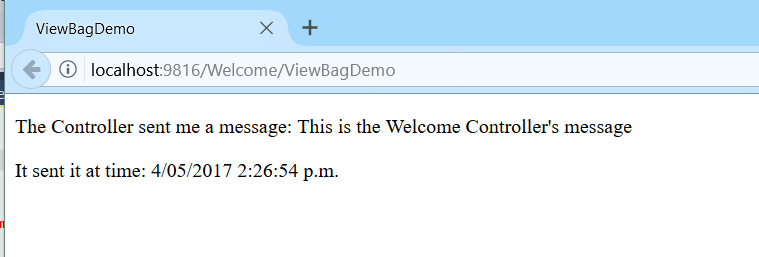 ViewBagDemo
localhost:9816/Welcome/ViewBagDemo
The Controller sent me a message: This is the Welcome Controller's message
It sent it at time: 4/05/2017 2:26:54 p.m.